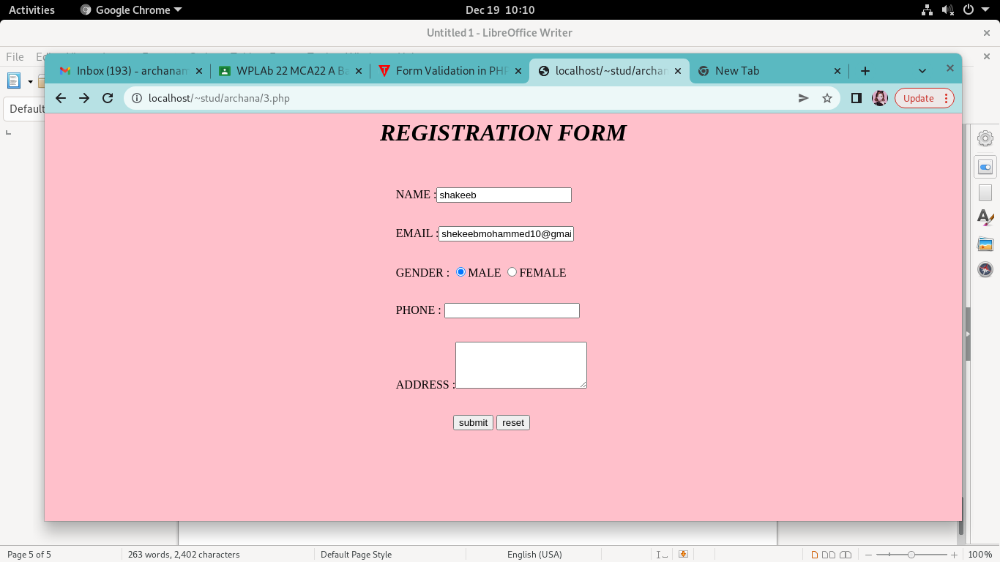 Activities Google Chrome Dec 19 10:10
Untitled 1 - LibreOffice Writer
File
Inbox (193) - archanam WPLAb 22 MCA22 A Ba Form Validation in PHP localhost/~stud/archan New Tab
localhost/~stud/archana/3.php Update
Default
REGISTRATION FORM
NAME : shakeeb
EMAIL : shekeebmohammed10@gmai
GENDER : MALE FEMALE
PHONE :
ADDRESS :
submit reset
Page 5 of 5 263 words, 2,402 characters Default Page Style English (USA) 100%